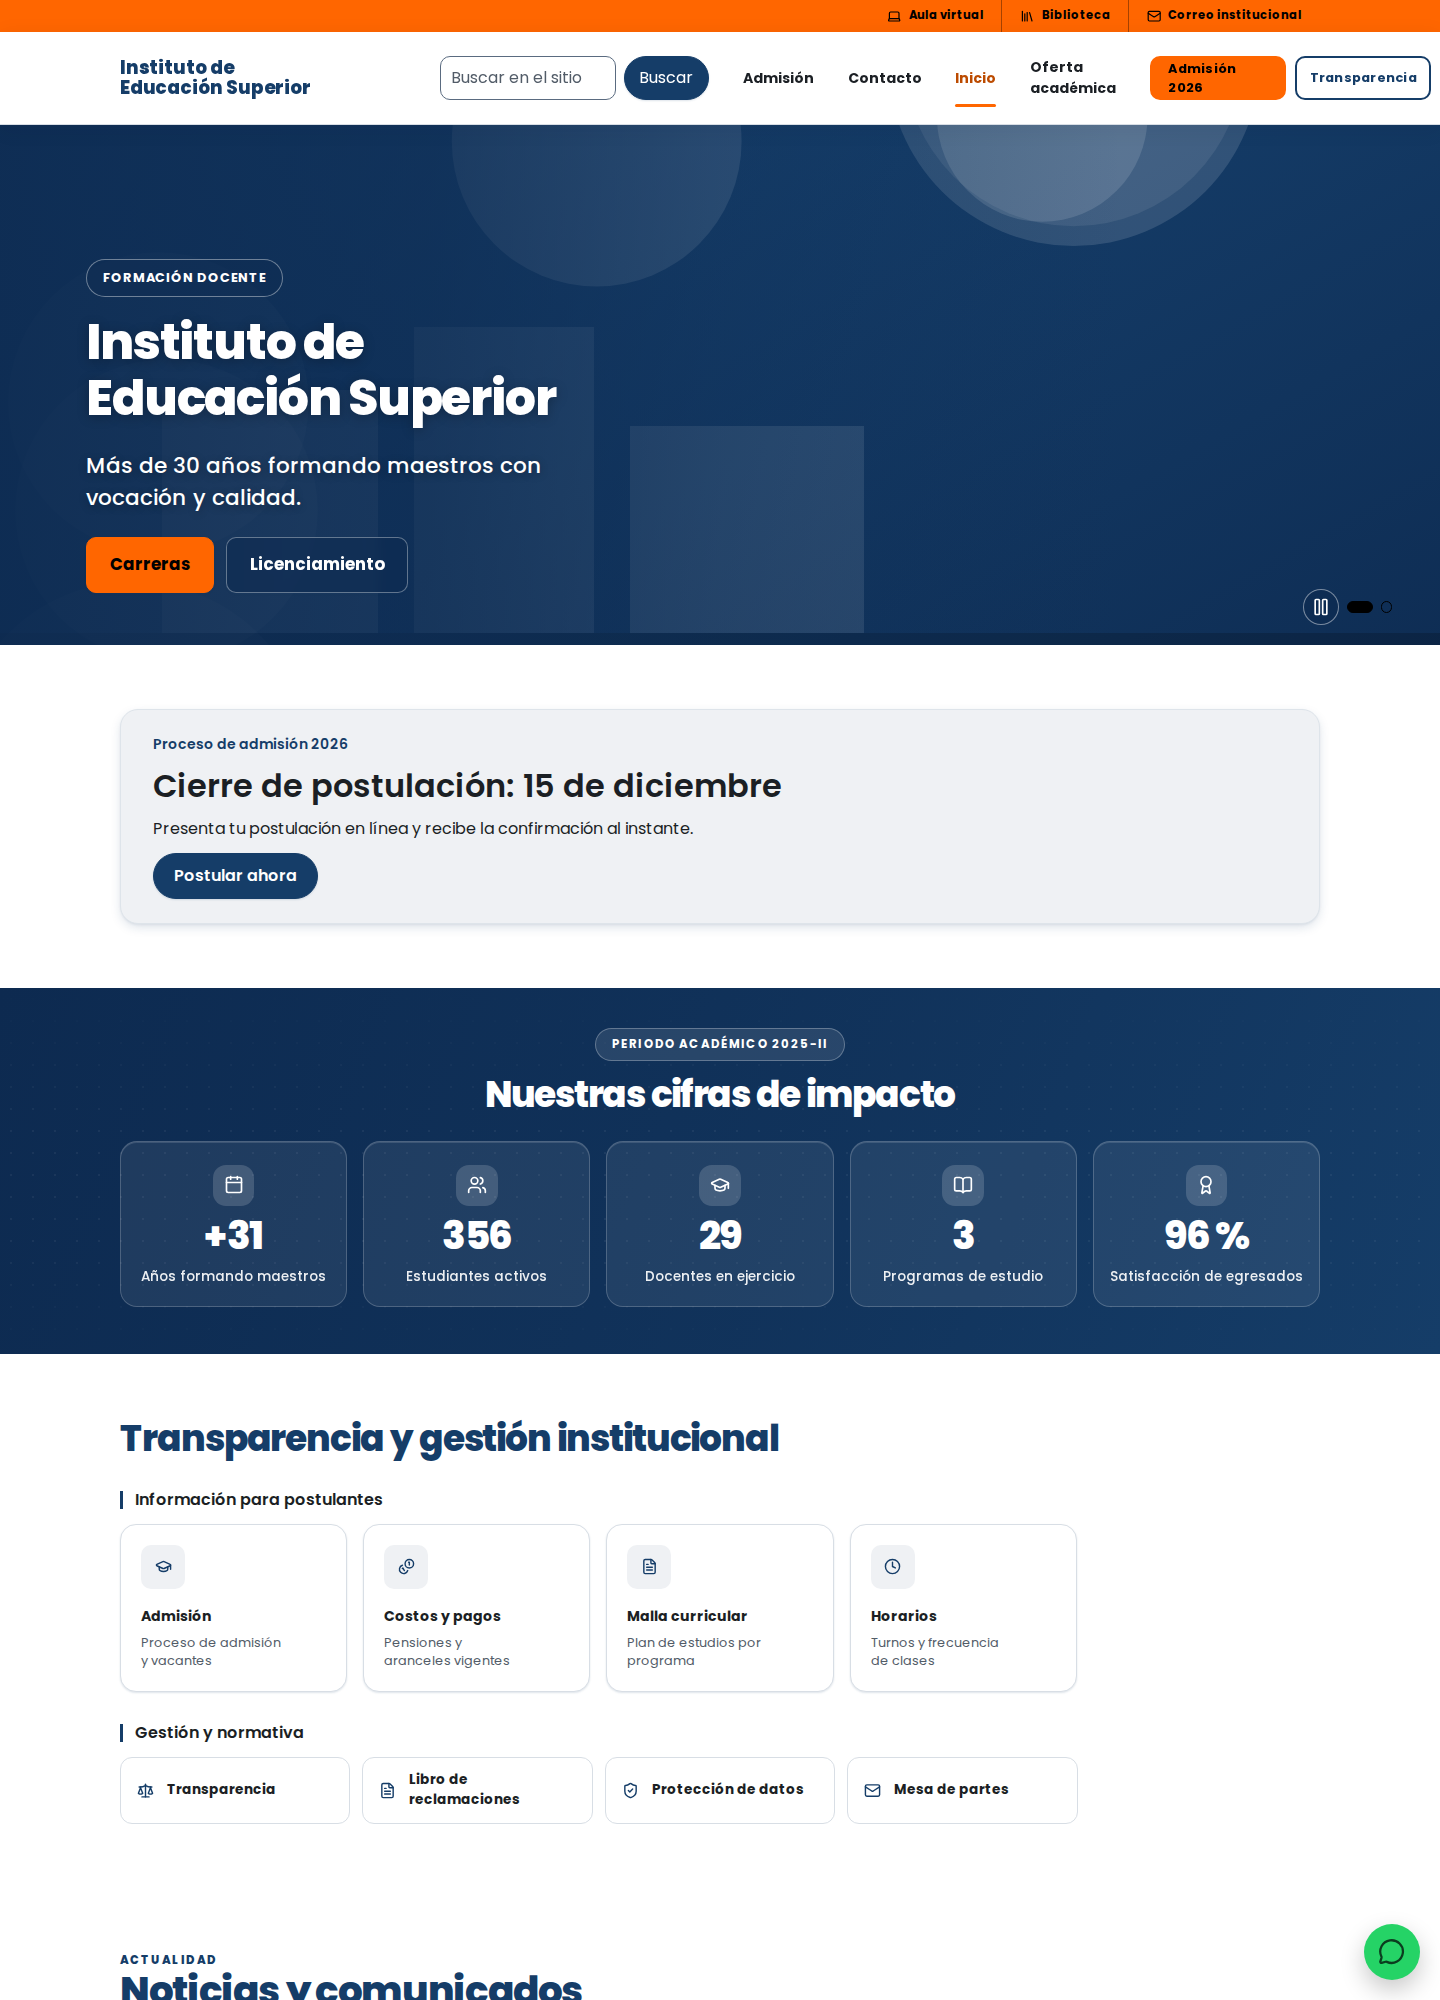 Aula virtual
Biblioteca
Correo institucional
Instituto de
Educación Superior
Buscar en el sitio
Buscar
Admisión
Contacto
Inicio
Oferta
académica
Admisión
2026
Transparencia
FORMACIÓN DOCENTE
Instituto de
Educación Superior
Más de 30 años formando maestros con
vocación y calidad.
Carreras
Licenciamiento
Proceso de admisión 2026
Cierre de postulación: 15 de diciembre
Presenta tu postulación en línea y recibe la confirmación al instante.
Postular ahora
PERIODO ACADÉMICO 2025-II
Nuestras cifras de impacto
+31
Años formando maestros
356
Estudiantes activos
29
Docentes en ejercicio
3
Programas de estudio
96 %
Satisfacción de egresados
Transparencia y gestión institucional
Información para postulantes
Admisión
Proceso de admisión
y vacantes
Costos y pagos
Pensiones y
aranceles vigentes
Malla curricular
Plan de estudios por
programa
Horarios
Turnos y frecuencia
de clases
Gestión y normativa
Transparencia
Libro de
reclamaciones
Protección de datos
Mesa de partes
ACTUALIDAD
Noticias y comunicados